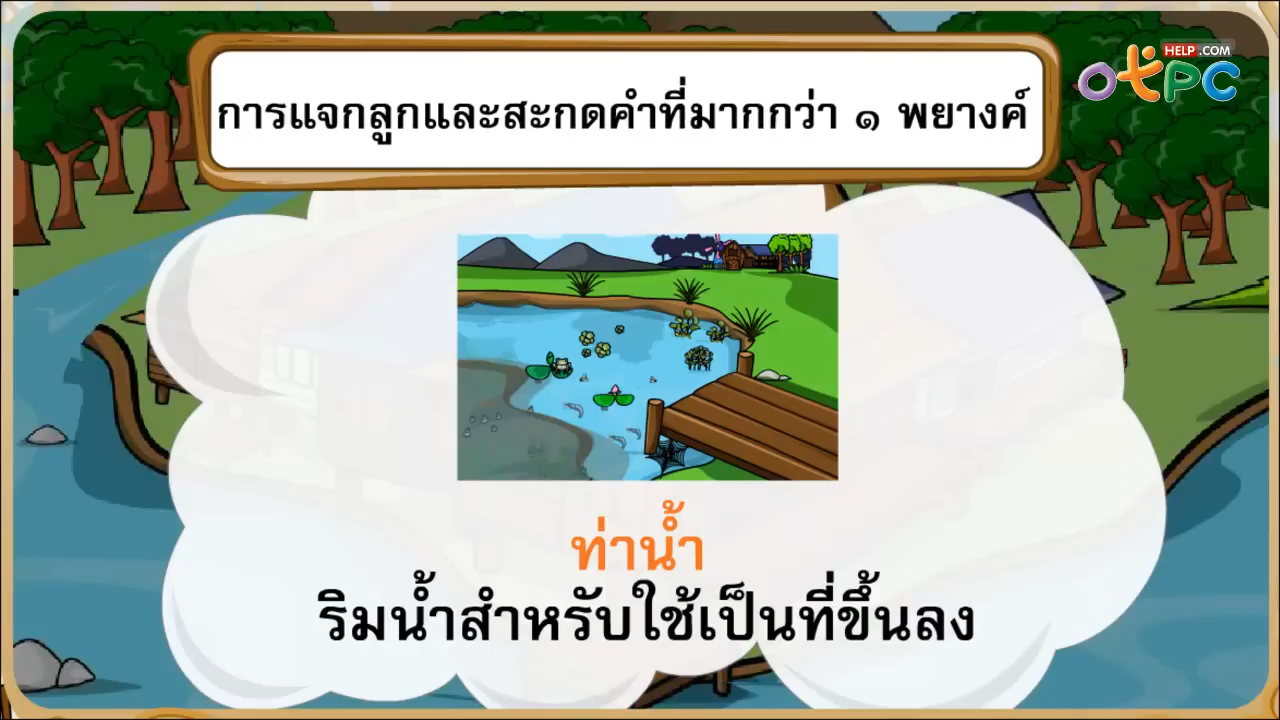 การแจกลูกและสะกดคำที่มากกว่า ๑ พยางค์
HELP .COM
OTPC
ท่าน้ำ
ริมน้ำสำหรับใช้เป็นที่ขึ้นลง